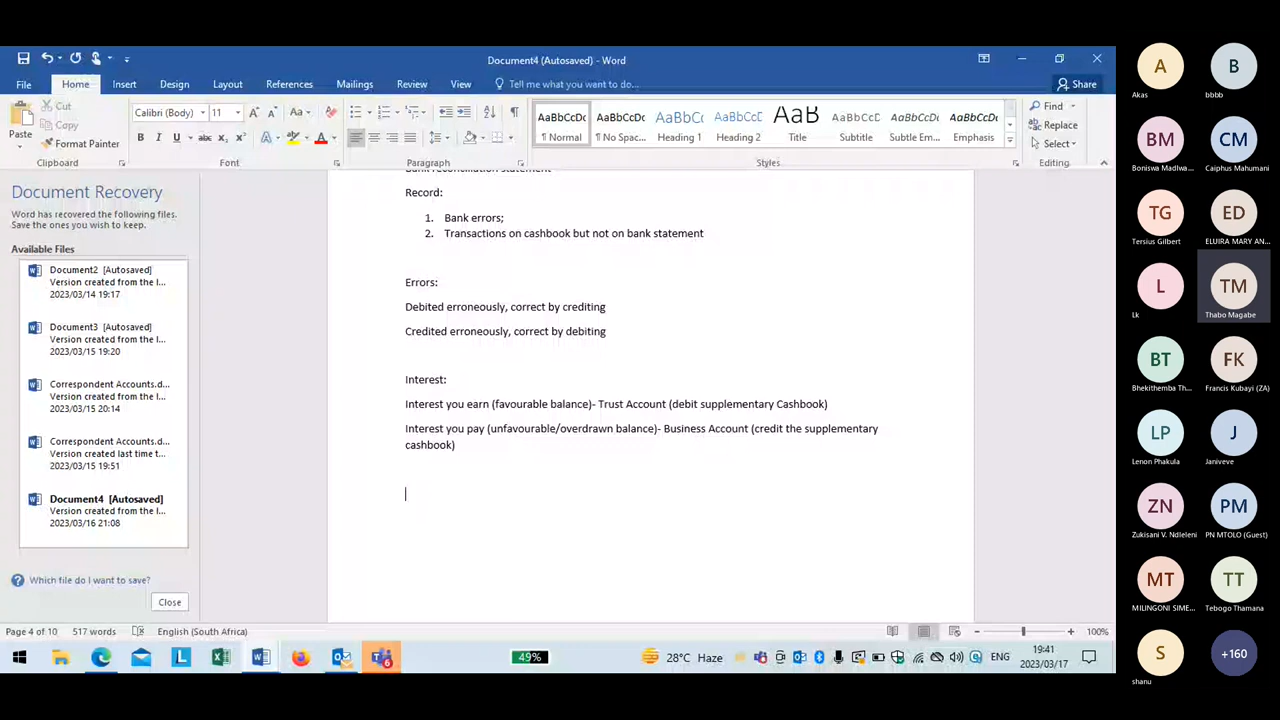 Document4 (Autosaved) - Word
File
Home
Insert
Design
Layout
References
Mailings
Review
View
Tell me what you want to do...
Share
Paste
Cut
Copy
Format Painter
Clipboard
Calibri (Body)
11
Font
Paragraph
AaBbCcDc
¶ Normal
AaBbCcDc
¶ No Spac...
AaBbCc
Heading 1
AaBbCcC
Heading 2
AaB
Title
AaBbCcD
Subtitle
AaBbCcDc
Subtle Em...
AaBbCcDc
Emphasis
Styles
Find
Replace
Select
Editing
Document Recovery
Word has recovered the following files.
Save the ones you wish to keep.
Available Files
Document2 [Autosaved]
Version created from the l...
2023/03/14 19:17
Document3 [Autosaved]
Version created from the l...
2023/03/15 19:20
Correspondent Accounts.d...
Version created from the l...
2023/03/15 20:14
Correspondent Accounts.d...
Version created last time t...
2023/03/15 19:51
Document4 [Autosaved]
Version created from the l...
2023/03/16 21:08
Which file do I want to save?
Close
Bank reconciliation statement
Record:
1. Bank errors;
2. Transactions on cashbook but not on bank statement
Errors:
Debited erroneously, correct by crediting
Credited erroneously, correct by debiting
Interest:
Interest you earn (favourable balance)- Trust Account (debit supplementary Cashbook)
Interest you pay (unfavourable/overdrawn balance)- Business Account (credit the supplementary
cashbook)
Page 4 of 10
517 words
English (South Africa)
100%
49%
28°C Haze
ENG
19:41
2023/03/17
A
Akas
B
bbbb
BM
Boniswa Madlwa...
CM
Caiphus Mahumani
TG
Tersius Gilbert
ED
ELUIRA MARY AN...
L
Lk
TM
Thabo Magabe
BT
Bhekithemba Th...
FK
Francis Kubayi (ZA)
LP
Lenon Phakula
J
Janiveve
ZN
Zukisani V. Ndleleni
PM
PN MTOLO (Guest)
MT
MILINGONI SIME...
TT
Tebogo Thamana
S
shanu
+160